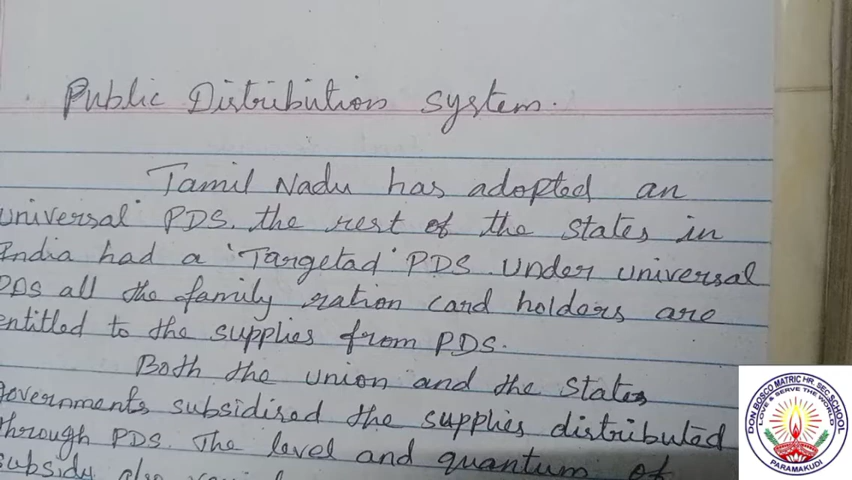 Public Distribution System.
Tamil Nadu has adopted an
universal PDS. the rest of the states in
India had a 'Targetad' PDS. Under universal
PDS all the family ration card holders are
entitled to the supplies from PDS.
Both the union and the states
governments subsidised the supplies distributed
through PDS. The level and quantum of
subsidy also
DON BOSCO MATRIC HR. SEC. SCHOOL
LOVE & SERVE THE WORLD
PARAMAKUDI